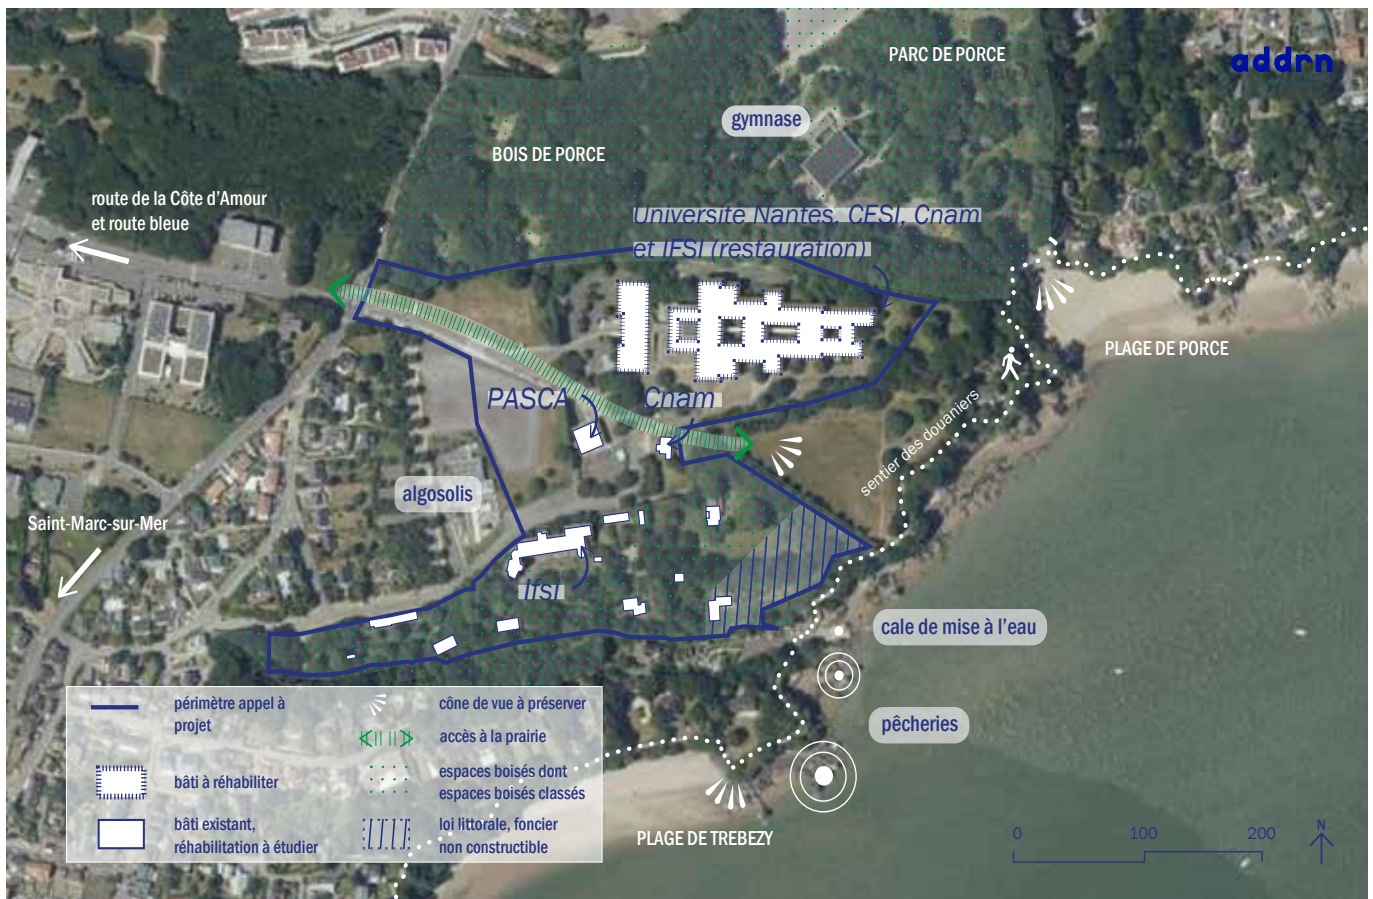 PARC DE PORCE
addrn
gymnase
BOIS DE PORCE
route de la Côte d'Amour
et route bleue
Université Nantes, CESI, Cnam
et IFSI (restauration)
PLAGE DE PORCE
PASCA
Cnam
sentier des douaniers
algosolis
Saint-Marc-sur-Mer
Ifsi
cale de mise à l'eau
pêcheries
périmètre appel à
projet
bâti à réhabiliter
bâti existant,
réhabilitation à étudier
cône de vue à préserver
accès à la prairie
espaces boisés dont
espaces boisés classés
loi littorale, foncier
non constructible
PLAGE DE TREBEZY
0 100 200
N